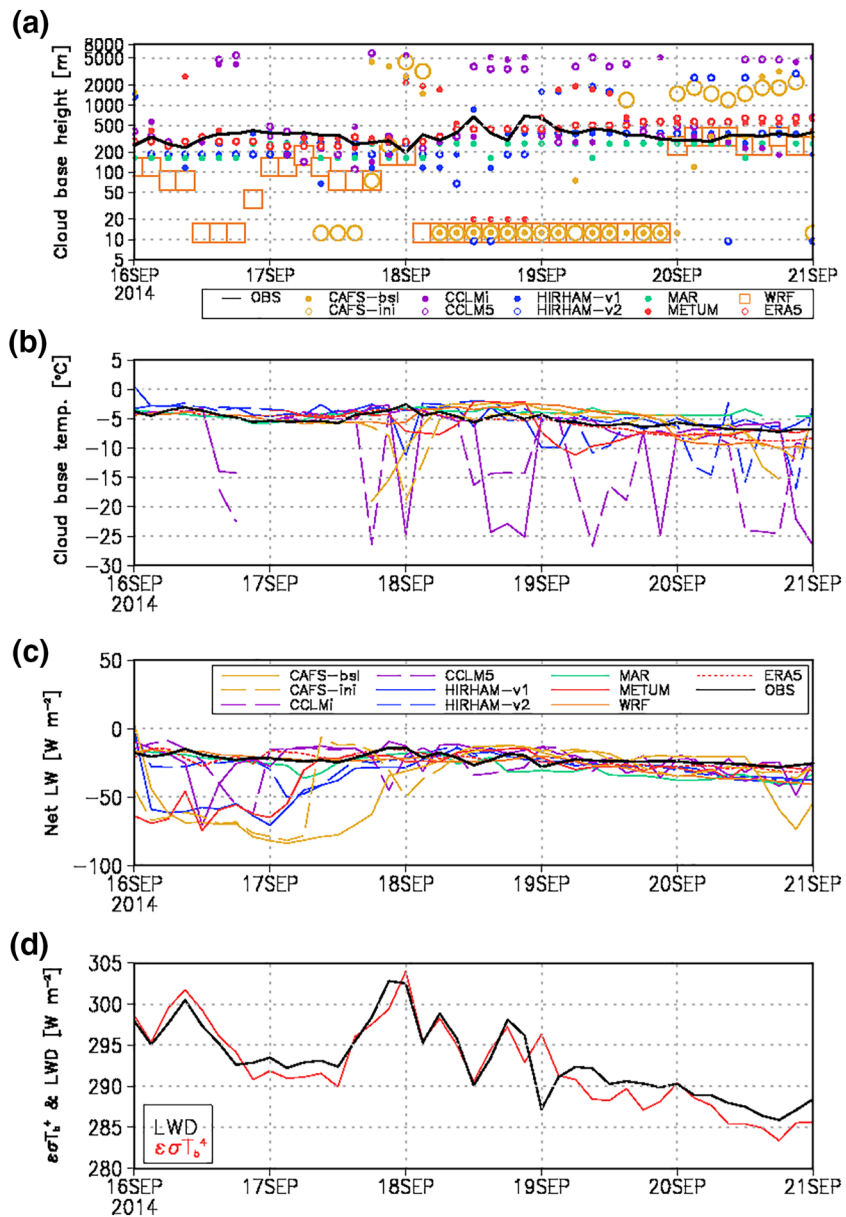 (a)
Cloud base height [m]
8000
5000
2000
1000
500
200
100
50
20
10
5
16SEP 17SEP 18SEP 19SEP 20SEP 21SEP
2014
OBS CAFS-bsl CCLMi HIRHAM-v1 MAR WRF
CAFS-ini CCLM5 HIRHAM-v2 METUM ERA5
(b)
Cloud base temp. [°C]
5
0
-5
-10
-15
-20
-25
-30
16SEP 17SEP 18SEP 19SEP 20SEP 21SEP
2014
(c)
Net LW [W m⁻²]
50
0
-50
-100
CAFS-bsl CCLM5 MAR ERA5
CAFS-ini HIRHAM-v1 METUM OBS
CCLMi HIRHAM-v2 WRF
16SEP 17SEP 18SEP 19SEP 20SEP 21SEP
2014
(d)
εσT_b⁴ & LWD [W m⁻²]
305
300
295
290
285
280
LWD
εσT_b⁴
16SEP 17SEP 18SEP 19SEP 20SEP 21SEP
2014